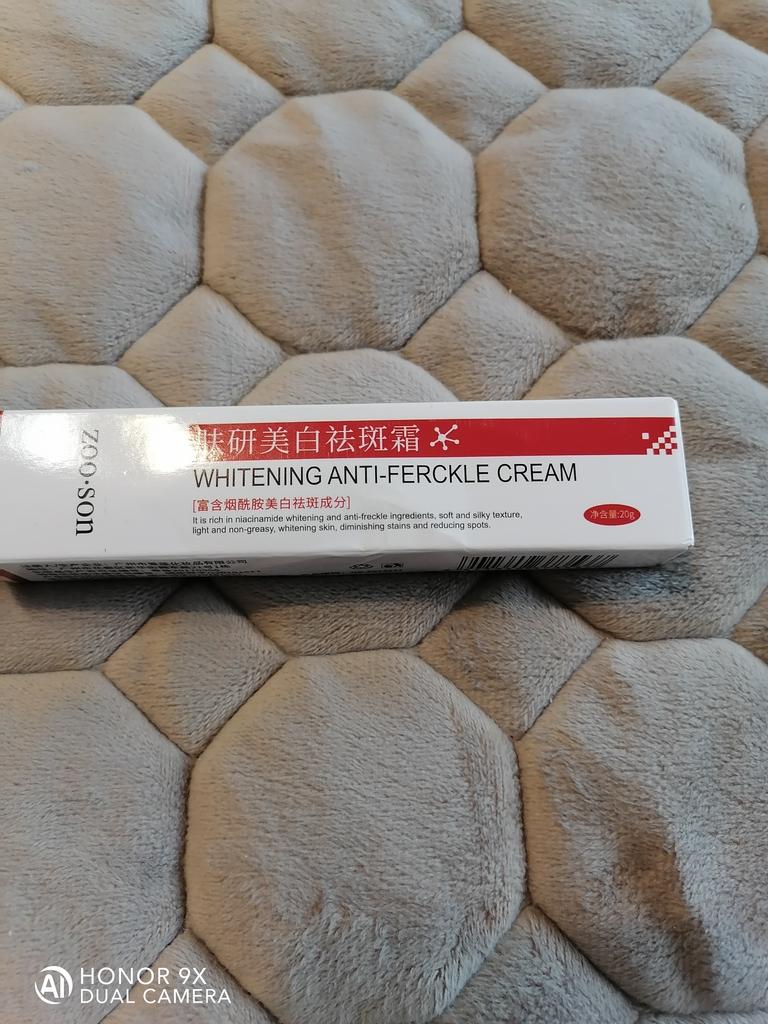 zoo·son
肤研美白祛斑霜
WHITENING ANTI-FERCKLE CREAM
[富含烟酰胺美白祛斑成分]
It is rich in niacinamide whitening and anti-freckle ingredients, soft and silky texture,
light and non-greasy, whitening skin, diminishing stains and reducing spots.
净含量:20g
HONOR 9X
DUAL CAMERA